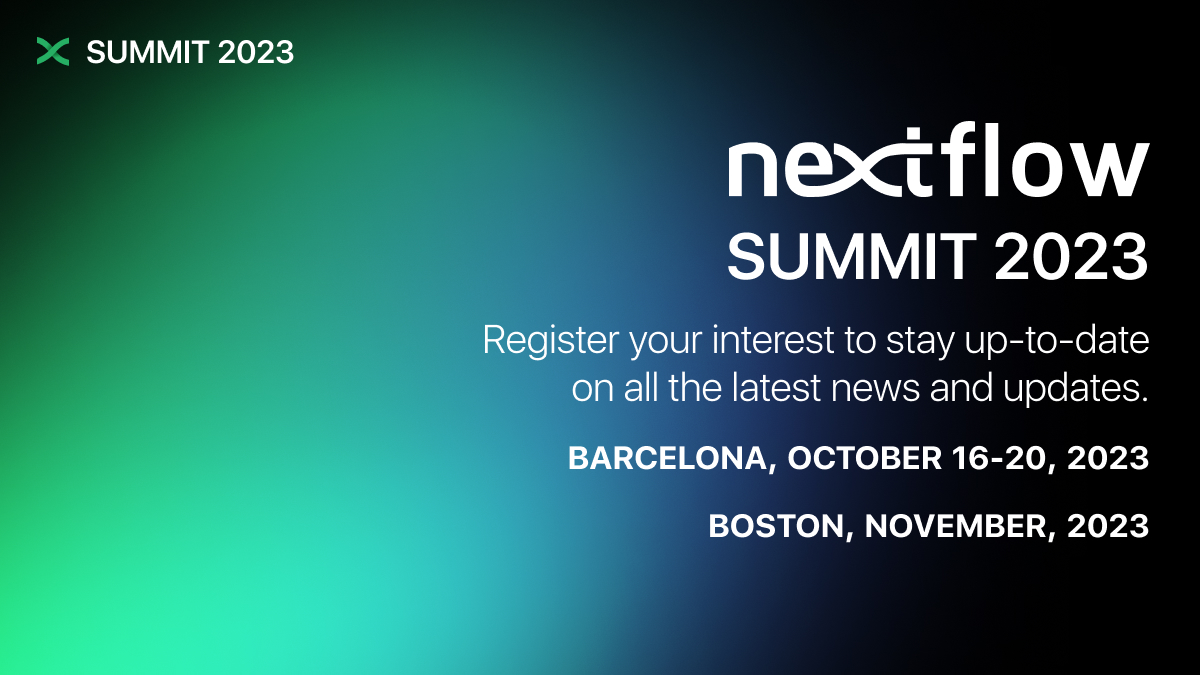 SUMMIT 2023
nextflow
SUMMIT 2023
Register your interest to stay up-to-date
on all the latest news and updates.
BARCELONA, OCTOBER 16-20, 2023
BOSTON, NOVEMBER, 2023